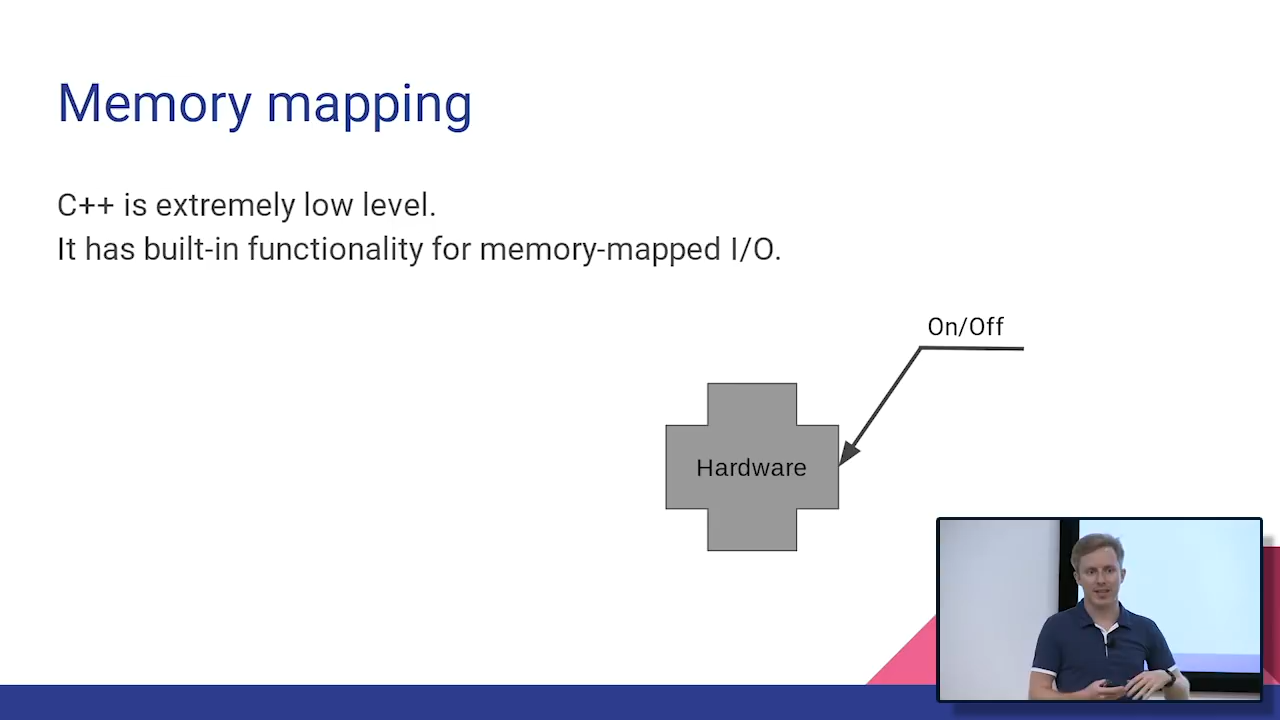 Memory mapping
C++ is extremely low level.
It has built-in functionality for memory-mapped I/O.
On/Off
Hardware